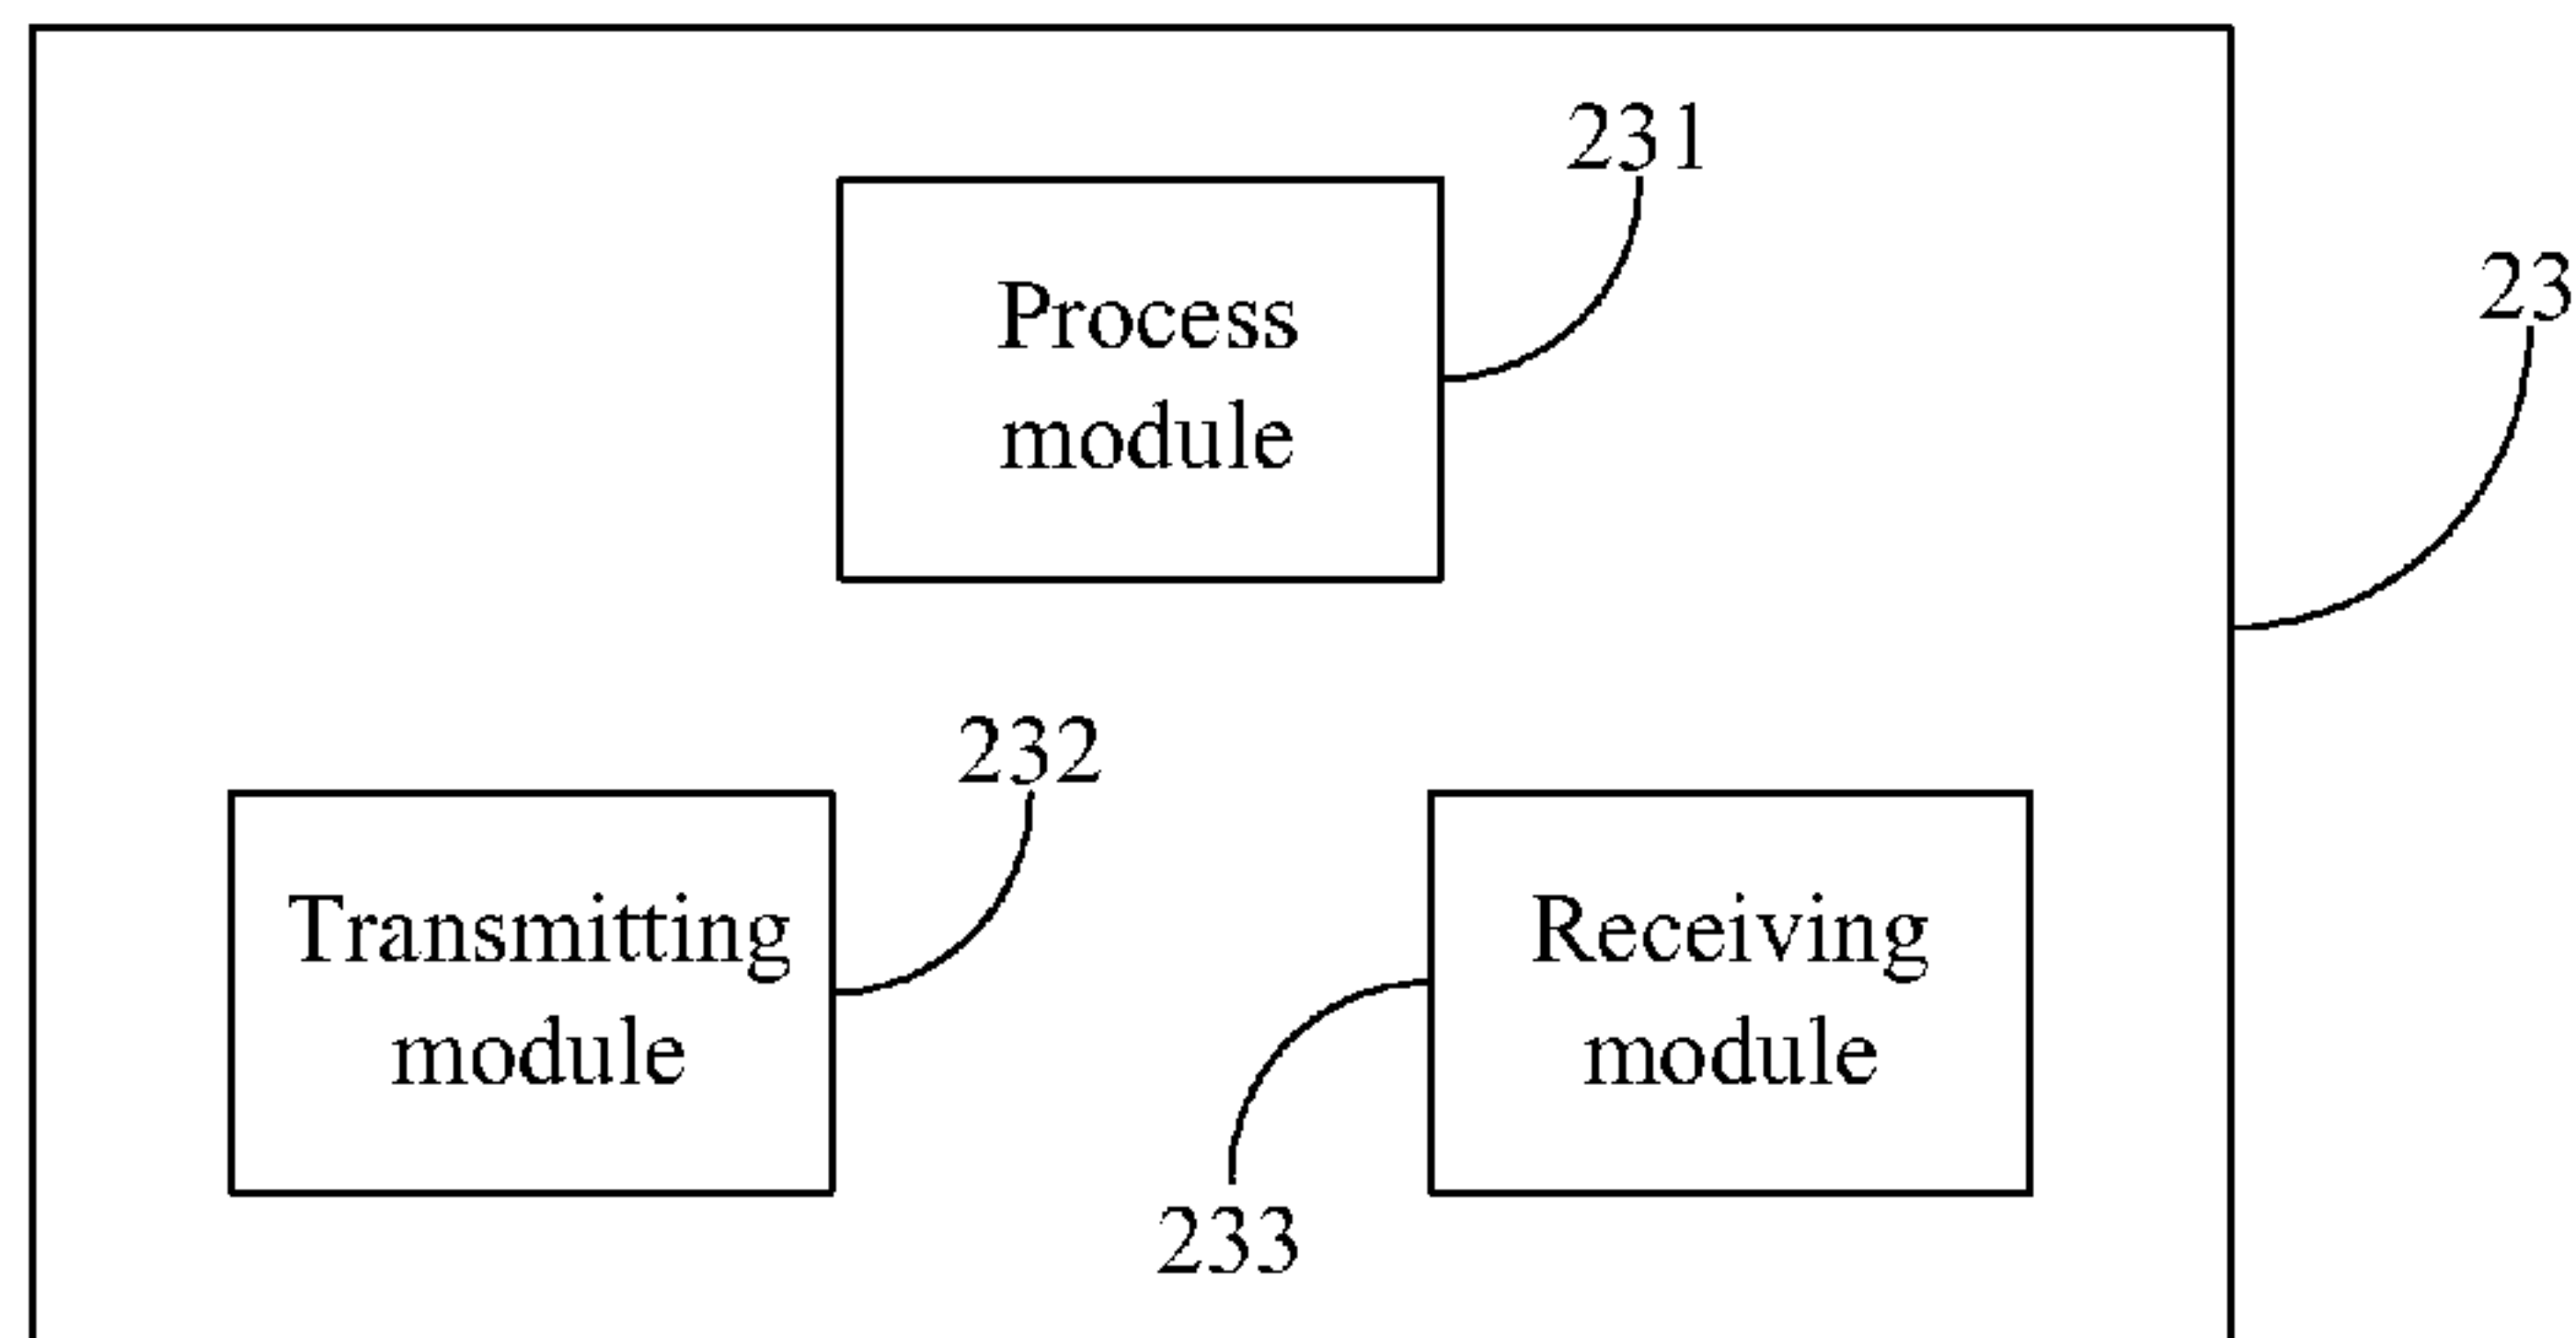 231
Process
module
23
232
Transmitting
module
Receiving
module
233